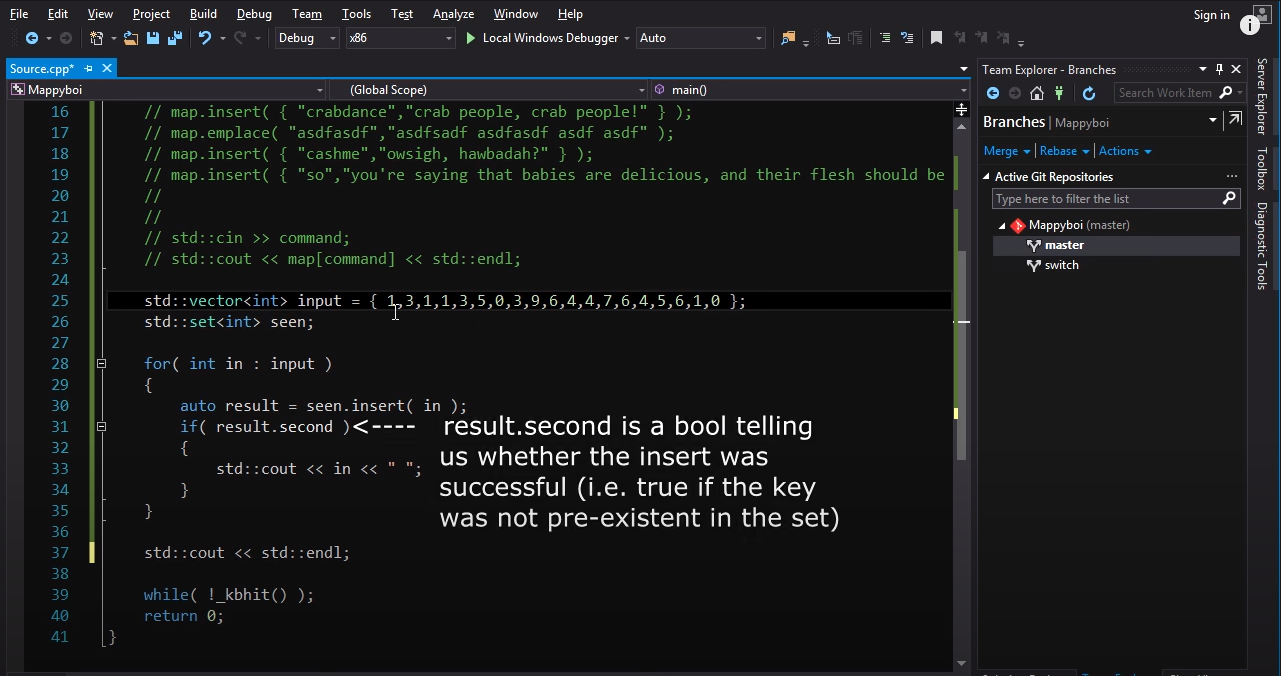 File Edit View Project Build Debug Team Tools Test Analyze Window Help
Sign in
Debug x86 Local Windows Debugger Auto
Source.cpp*
Mappyboi (Global Scope) main()
16 // map.insert( { "crabdance","crab people, crab people!" } );
17 // map.emplace( "asdfasdf","asdfsadf asdfasdf asdf asdf" );
18 // map.insert( { "cashme","owsigh, hawbadah?" } );
19 // map.insert( { "so","you're saying that babies are delicious, and their flesh should be
20 //
21 //
22 // std::cin >> command;
23 // std::cout << map[command] << std::endl;
24
25 std::vector<int> input = { 1,3,1,1,3,5,0,3,9,6,4,4,7,6,4,5,6,1,0 };
26 std::set<int> seen;
27
28 for( int in : input )
29 {
30 auto result = seen.insert( in );
31 if( result.second )
32 {
33 std::cout << in << " ";
34 }
35 }
36
37 std::cout << std::endl;
38
39 while( !_kbhit() );
40 return 0;
41 }
<---- result.second is a bool telling
us whether the insert was
successful (i.e. true if the key
was not pre-existent in the set)
Team Explorer - Branches
Search Work Item
Branches | Mappyboi
Merge Rebase Actions
Active Git Repositories
Type here to filter the list
Mappyboi (master)
master
switch
Server Explorer
Toolbox
Diagnostic Tools